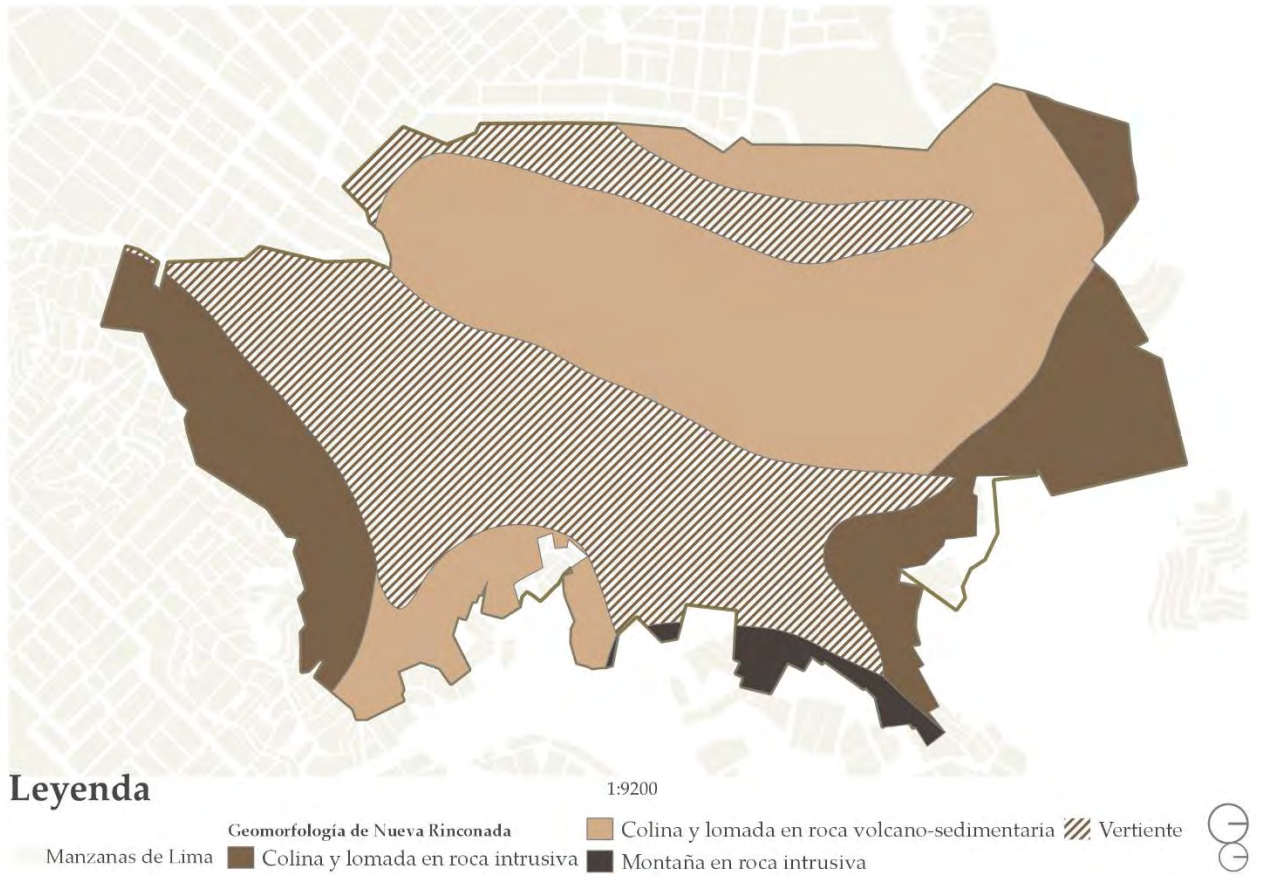 Leyenda
1:9200
Geomorfología de Nueva Rinconada
Colina y lomada en roca volcano-sedimentaria
Vertiente
Manzanas de Lima
Colina y lomada en roca intrusiva
Montaña en roca intrusiva